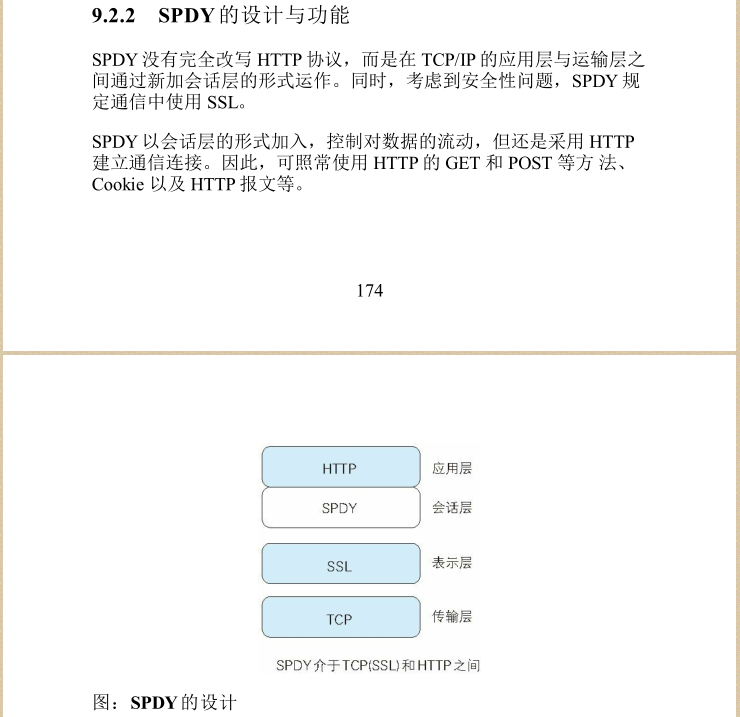 9.2.2 SPDY的设计与功能
SPDY 没有完全改写 HTTP 协议，而是在 TCP/IP 的应用层与运输层之
间通过新加会话层的形式运作。同时，考虑到安全性问题，SPDY 规
定通信中使用 SSL。
SPDY 以会话层的形式加入，控制对数据的流动，但还是采用 HTTP
建立通信连接。因此，可照常使用 HTTP 的 GET 和 POST 等方 法、
Cookie 以及 HTTP 报文等。
174
HTTP 应用层
SPDY 会话层
SSL 表示层
TCP 传输层
SPDY介于TCP(SSL)和HTTP之间
图：SPDY的设计